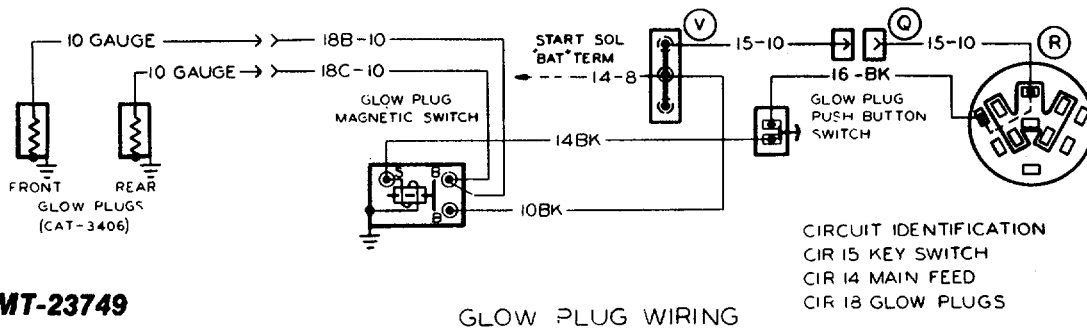 10 GAUGE
18B-10
10 GAUGE
18C-10
START SOL
"BAT" TERM
14-8
V
15-10
Q
15-10
R
16-BK
GLOW PLUG
MAGNETIC SWITCH
GLOW PLUG
PUSH BUTTON
SWITCH
14BK
S
B
B
10BK
FRONT
REAR
GLOW PLUGS
(CAT-3406)
CIRCUIT IDENTIFICATION
CIR 15 KEY SWITCH
CIR 14 MAIN FEED
CIR 18 GLOW PLUGS
MT-23749
GLOW PLUG WIRING